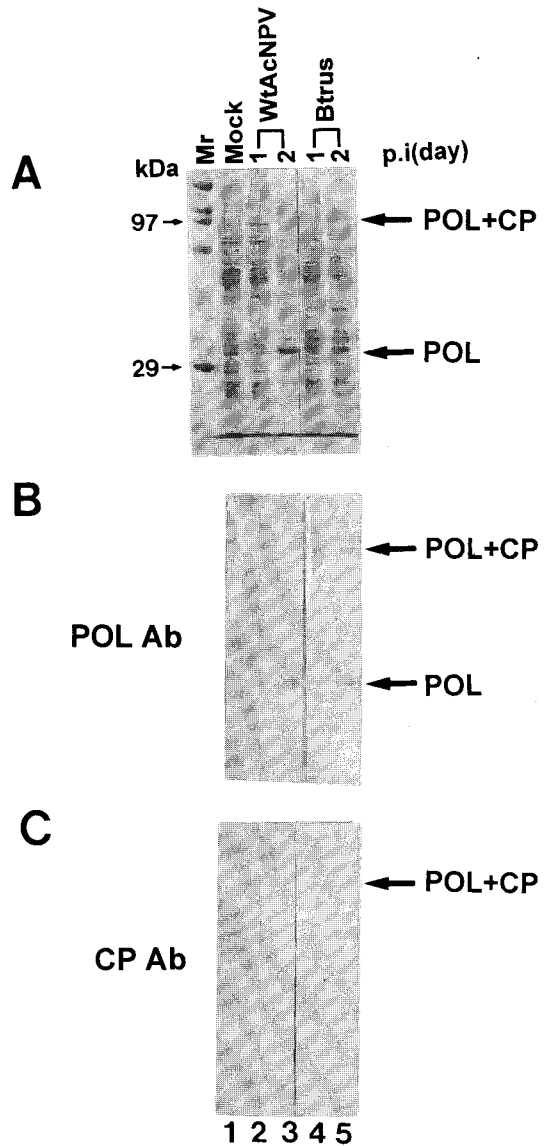 Mr Mock WtAcNPV Btrus
1 2 1 2 p.i(day)
A
kDa
97
POL+CP
29
POL
B
POL Ab
POL+CP
POL
C
CP Ab
POL+CP
1 2 3 4 5